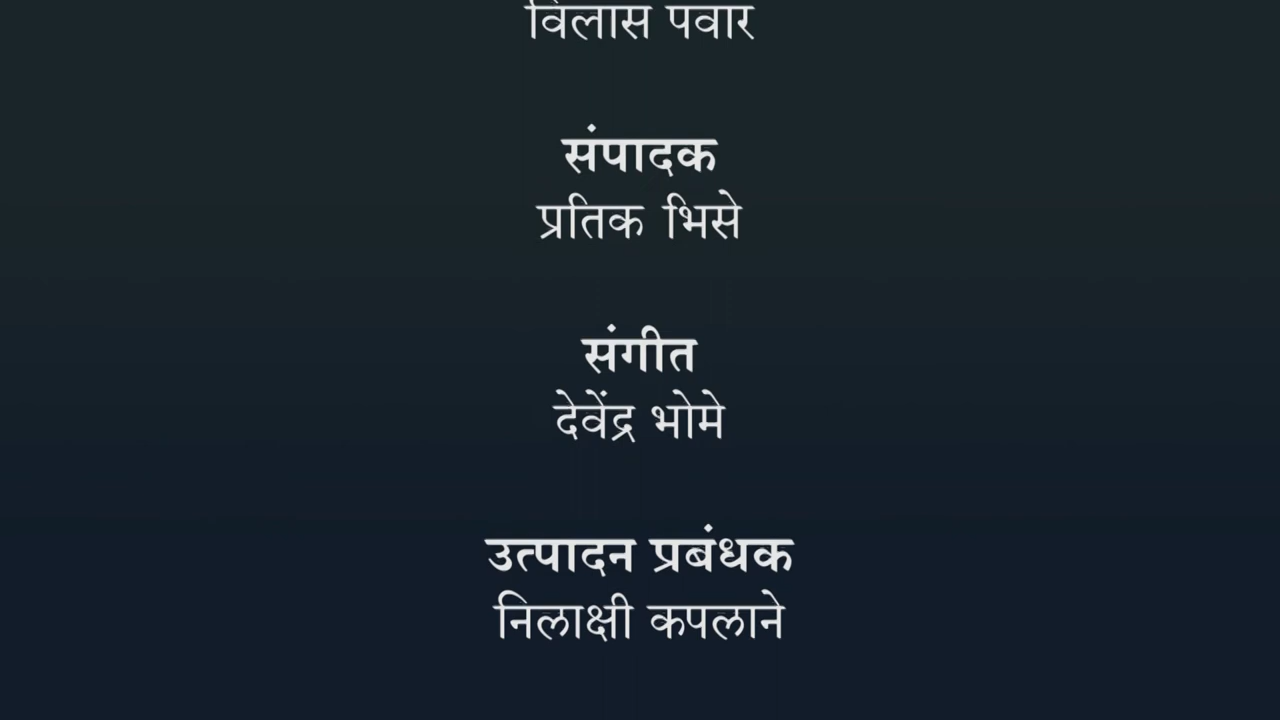 विलास पवार
संपादक
प्रतिक भिसे
संगीत
देवेंद्र भोमे
उत्पादन प्रबंधक
निलाक्षी कपलाने